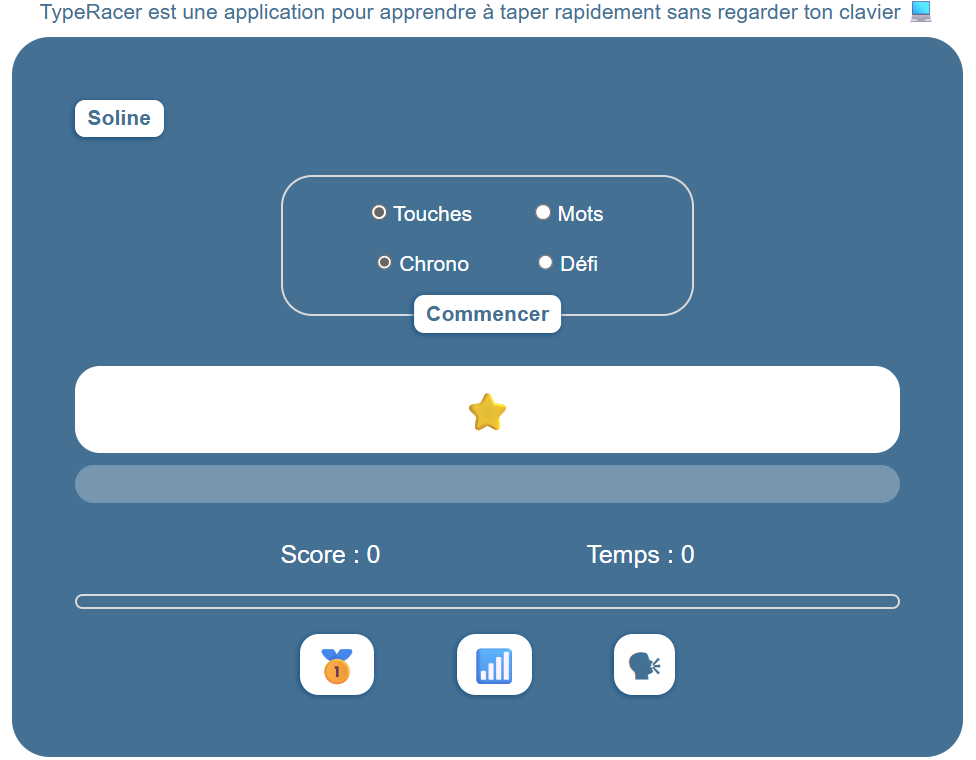 TypeRacer est une application pour apprendre à taper rapidement sans regarder ton clavier 💻
Soline
Touches Mots
Chrono Défi
Commencer
Score : 0 Temps : 0
1